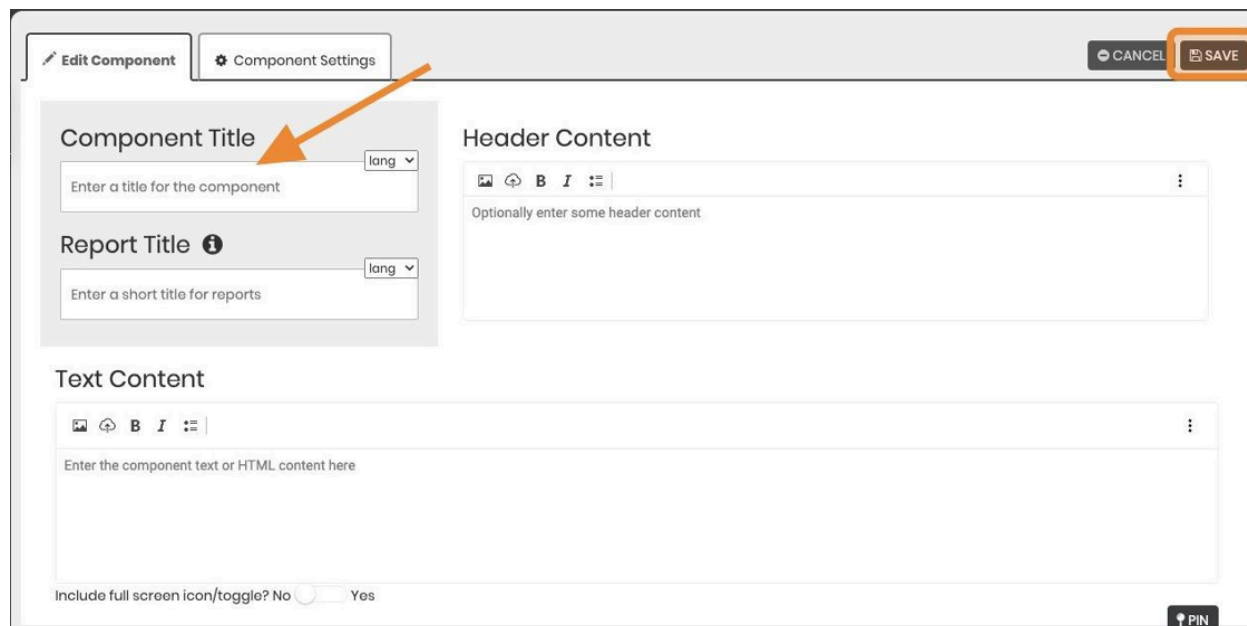 Edit Component
Component Settings
CANCEL
SAVE
Component Title
lang
Enter a title for the component
Report Title
lang
Enter a short title for reports
Header Content
B I
Optionally enter some header content
Text Content
B I
Enter the component text or HTML content here
Include full screen icon/toggle? No Yes
PIN